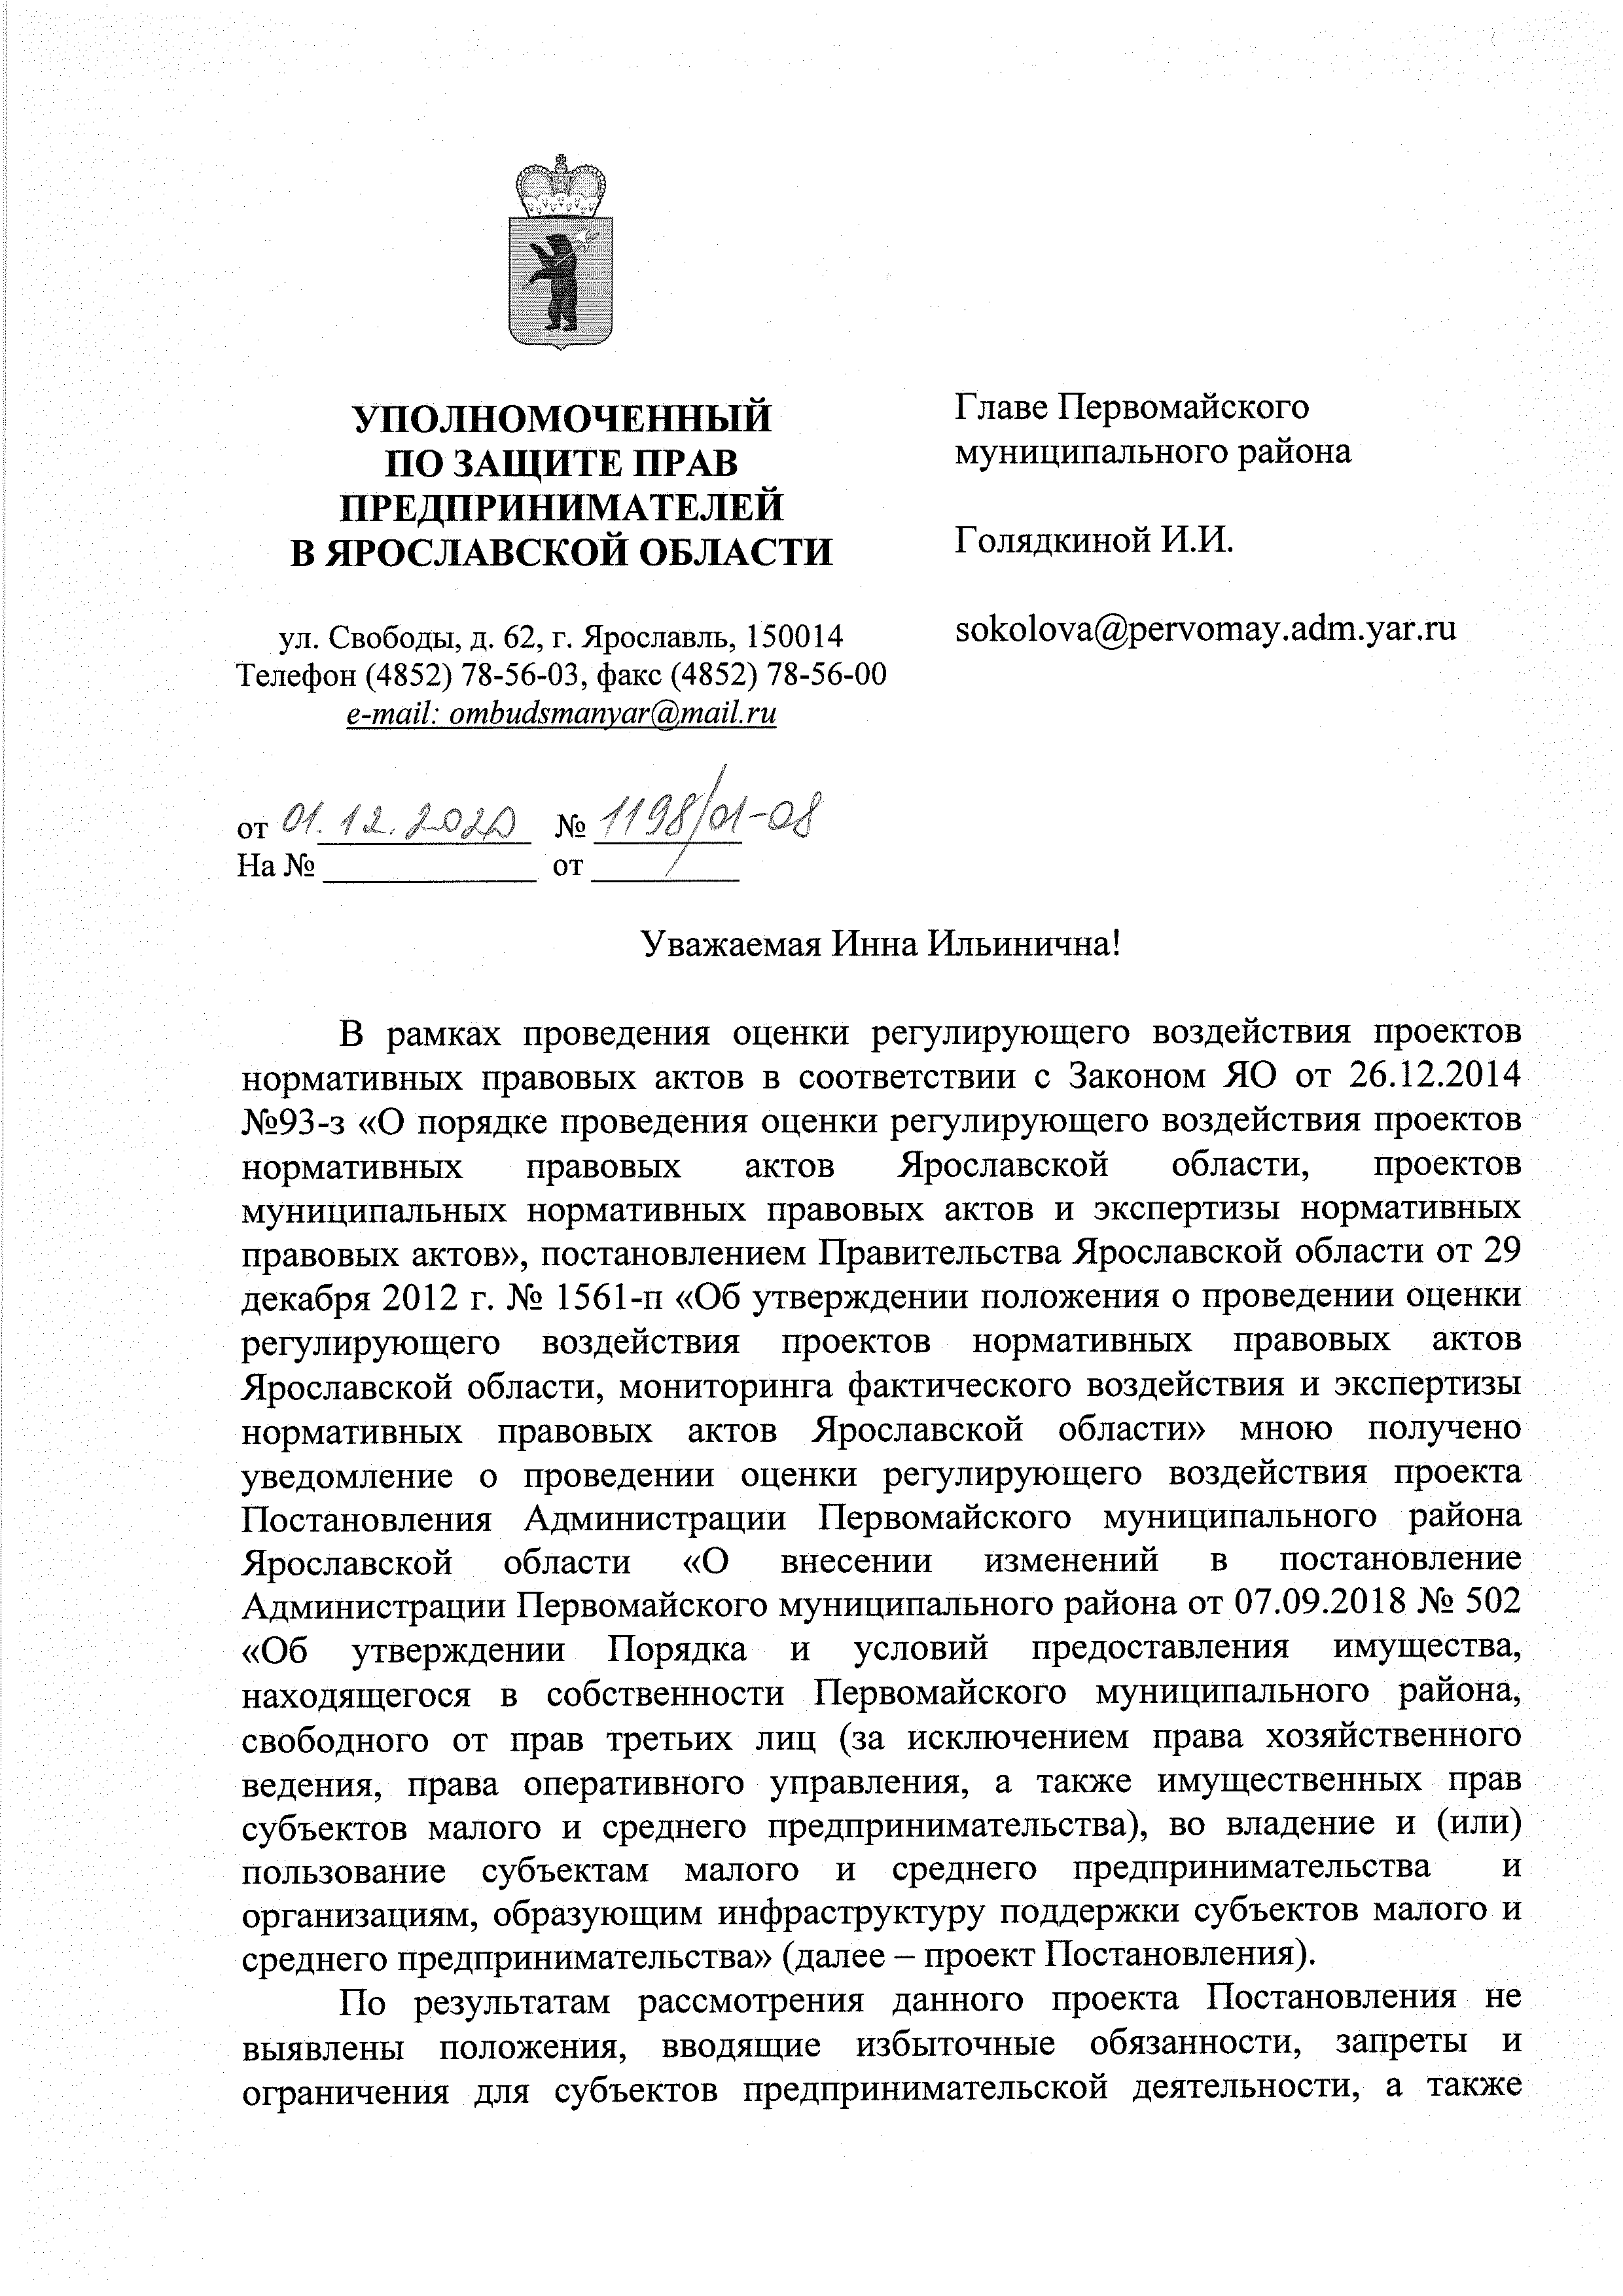 УПОЛНОМОЧЕННЫЙ
ПО ЗАЩИТЕ ПРАВ
ПРЕДПРИНИМАТЕЛЕЙ
В ЯРОСЛАВСКОЙ ОБЛАСТИ
ул. Свободы, д. 62, г. Ярославль, 150014
Телефон (4852) 78-56-03, факс (4852) 78-56-00
e-mail: ombudsmanyar@mail.ru
от 01.12.2020 № 1198/01-08
На № ____________ от ________
Главе Первомайского
муниципального района
Голядкиной И.И.
sokolova@pervomay.adm.yar.ru
Уважаемая Инна Ильинична!
В рамках проведения оценки регулирующего воздействия проектов
нормативных правовых актов в соответствии с Законом ЯО от 26.12.2014
№93-з «О порядке проведения оценки регулирующего воздействия проектов
нормативных правовых актов Ярославской области, проектов
муниципальных нормативных правовых актов и экспертизы нормативных
правовых актов», постановлением Правительства Ярославской области от 29
декабря 2012 г. № 1561-п «Об утверждении положения о проведении оценки
регулирующего воздействия проектов нормативных правовых актов
Ярославской области, мониторинга фактического воздействия и экспертизы
нормативных правовых актов Ярославской области» мною получено
уведомление о проведении оценки регулирующего воздействия проекта
Постановления Администрации Первомайского муниципального района
Ярославской области «О внесении изменений в постановление
Администрации Первомайского муниципального района от 07.09.2018 № 502
«Об утверждении Порядка и условий предоставления имущества,
находящегося в собственности Первомайского муниципального района,
свободного от прав третьих лиц (за исключением права хозяйственного
ведения, права оперативного управления, а также имущественных прав
субъектов малого и среднего предпринимательства), во владение и (или)
пользование субъектам малого и среднего предпринимательства и
организациям, образующим инфраструктуру поддержки субъектов малого и
среднего предпринимательства» (далее – проект Постановления).
По результатам рассмотрения данного проекта Постановления не
выявлены положения, вводящие избыточные обязанности, запреты и
ограничения для субъектов предпринимательской деятельности, а также